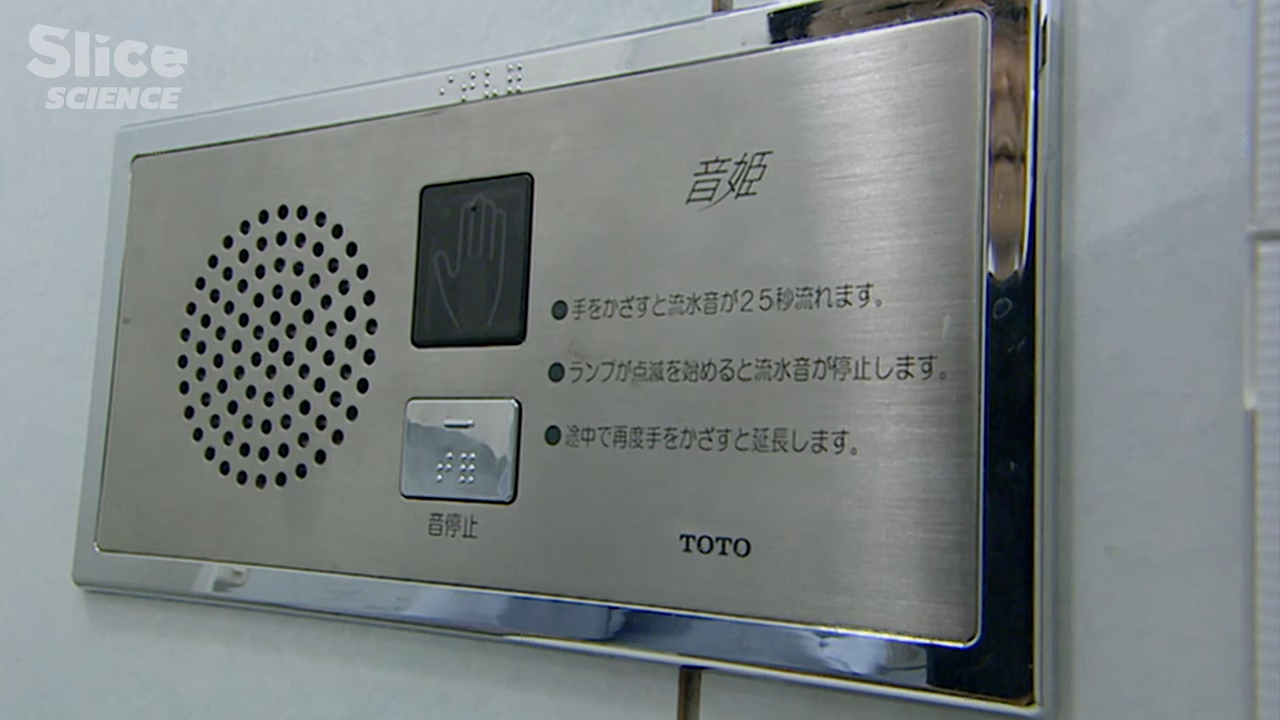 Slice
SCIENCE
音姫
●手をかざすと流水音が25秒流れます。
●ランプが点滅を始めると流水音が停止します。
●途中で再度手をかざすと延長します。
音停止
TOTO